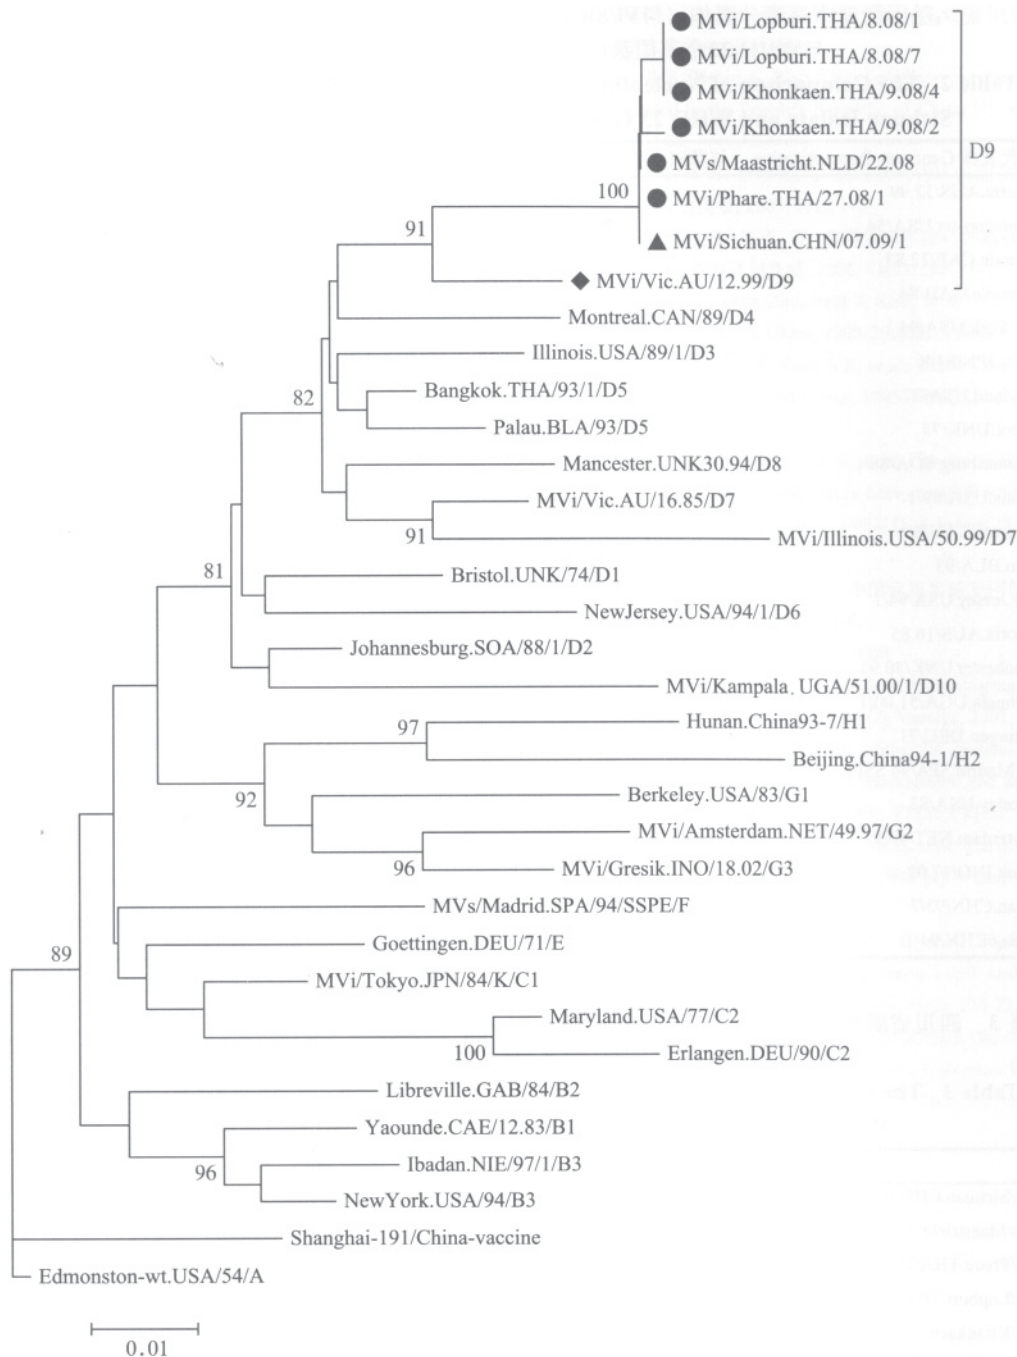 MVi/Lopburi.THA/8.08/1
MVi/Lopburi.THA/8.08/7
MVi/Khonkaen.THA/9.08/4
MVi/Khonkaen.THA/9.08/2
D9
MVs/Maastricht.NLD/22.08
100
MVi/Phare.THA/27.08/1
91
MVi/Sichuan.CHN/07.09/1
MVi/Vic.AU/12.99/D9
Montreal.CAN/89/D4
Illinois.USA/89/1/D3
82
Bangkok.THA/93/1/D5
Palau.BLA/93/D5
Mancester.UNK30.94/D8
MVi/Vic.AU/16.85/D7
91
MVi/Illinois.USA/50.99/D7
81
Bristol.UNK/74/D1
NewJersey.USA/94/1/D6
Johannesburg.SOA/88/1/D2
MVi/Kampala.UGA/51.00/1/D10
97
Hunan.China93-7/H1
Beijing.China94-1/H2
92
Berkeley.USA/83/G1
MVi/Amsterdam.NET/49.97/G2
96
MVi/Gresik.INO/18.02/G3
MVs/Madrid.SPA/94/SSPE/F
89
Goettingen.DEU/71/E
MVi/Tokyo.JPN/84/K/C1
Maryland.USA/77/C2
100
Erlangen.DEU/90/C2
Libreville.GAB/84/B2
Yaounde.CAE/12.83/B1
96
Ibadan.NIE/97/1/B3
NewYork.USA/94/B3
Shanghai-191/China-vaccine
Edmonston-wt.USA/54/A
0.01